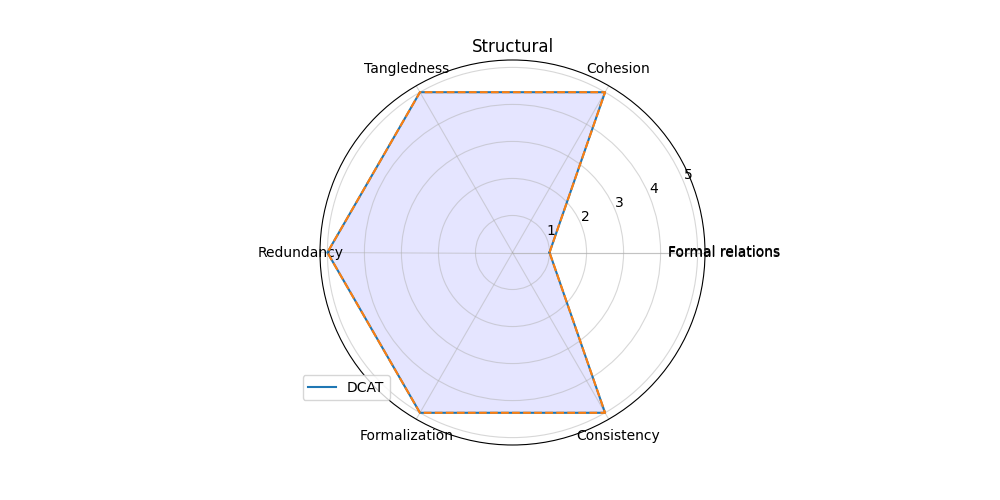 Structural
Tangledness
Cohesion
5
4
3
2
1
Redundancy
Formal relations
DCAT
Formalization
Consistency